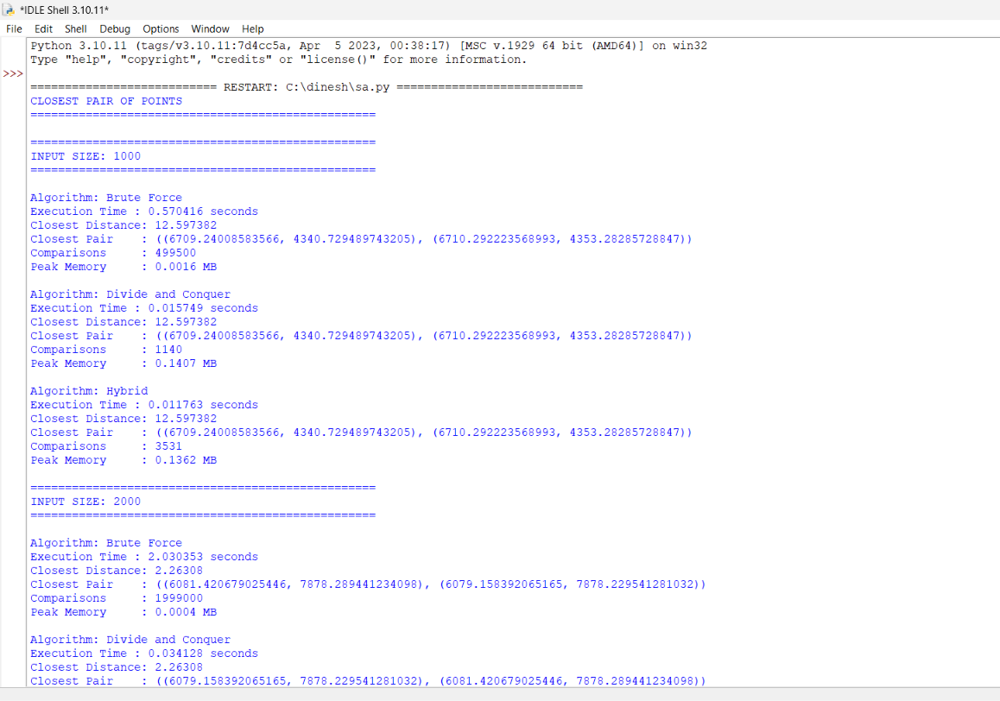 *IDLE Shell 3.10.11*
File Edit Shell Debug Options Window Help
Python 3.10.11 (tags/v3.10.11:7d4cc5a, Apr  5 2023, 00:38:17) [MSC v.1929 64 bit (AMD64)] on win32
Type "help", "copyright", "credits" or "license()" for more information.
>>>
=========================== RESTART: C:\dinesh\sa.py ===========================
CLOSEST PAIR OF POINTS
==================================================
==================================================
INPUT SIZE: 1000
==================================================
Algorithm: Brute Force
Execution Time : 0.570416 seconds
Closest Distance: 12.597382
Closest Pair    : ((6709.24008583566, 4340.729489743205), (6710.292223568993, 4353.28285728847))
Comparisons     : 499500
Peak Memory     : 0.0016 MB
Algorithm: Divide and Conquer
Execution Time : 0.015749 seconds
Closest Distance: 12.597382
Closest Pair    : ((6709.24008583566, 4340.729489743205), (6710.292223568993, 4353.28285728847))
Comparisons     : 1140
Peak Memory     : 0.1407 MB
Algorithm: Hybrid
Execution Time : 0.011763 seconds
Closest Distance: 12.597382
Closest Pair    : ((6709.24008583566, 4340.729489743205), (6710.292223568993, 4353.28285728847))
Comparisons     : 3531
Peak Memory     : 0.1362 MB
==================================================
INPUT SIZE: 2000
==================================================
Algorithm: Brute Force
Execution Time : 2.030353 seconds
Closest Distance: 2.26308
Closest Pair    : ((6081.420679025446, 7878.289441234098), (6079.158392065165, 7878.229541281032))
Comparisons     : 1999000
Peak Memory     : 0.0004 MB
Algorithm: Divide and Conquer
Execution Time : 0.034128 seconds
Closest Distance: 2.26308
Closest Pair    : ((6079.158392065165, 7878.229541281032), (6081.420679025446, 7878.289441234098))